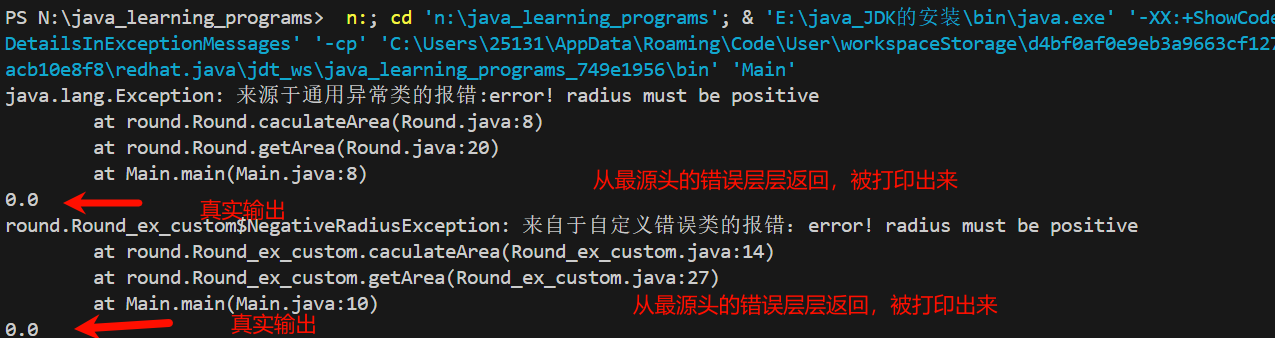 PS N:\java_learning_programs>  n:; cd 'n:\java_learning_programs'; & 'E:\java_JDK的安装\bin\java.exe' '-XX:+ShowCode
DetailsInExceptionMessages' '-cp' 'C:\Users\25131\AppData\Roaming\Code\User\workspaceStorage\d4bf0af0e9eb3a9663cf127
acb10e8f8\redhat.java\jdt_ws\java_learning_programs_749e1956\bin' 'Main'
java.lang.Exception: 来源于通用异常类的报错:error! radius must be positive
at round.Round.caculateArea(Round.java:8)
at round.Round.getArea(Round.java:20)
at Main.main(Main.java:8)
从最源头的错误层层返回，被打印出来
0.0
真实输出
round.Round_ex_custom$NegativeRadiusException: 来自于自定义错误类的报错：error! radius must be positive
at round.Round_ex_custom.caculateArea(Round_ex_custom.java:14)
at round.Round_ex_custom.getArea(Round_ex_custom.java:27)
at Main.main(Main.java:10)
从最源头的错误层层返回，被打印出来
0.0
真实输出